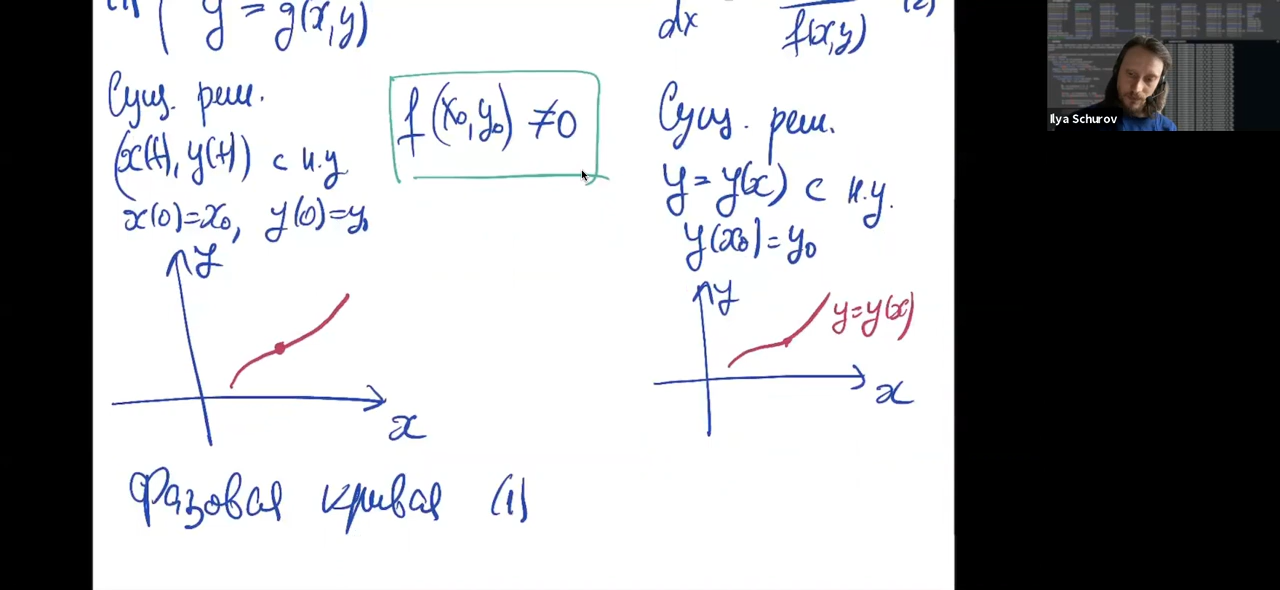 (1) ẏ = g(x,y)
Сущ. реш.
(x(t), y(t)) с н.у
x(0)=x₀, y(0)=y₀
y
x
Фазовая кривая (1)
f(x₀,y₀) ≠0
dx f(x,y) (2)
Сущ. реш.
y=y(x) с н.у.
y(x₀)=y₀
y
y=y(x)
x
Ilya Schurov